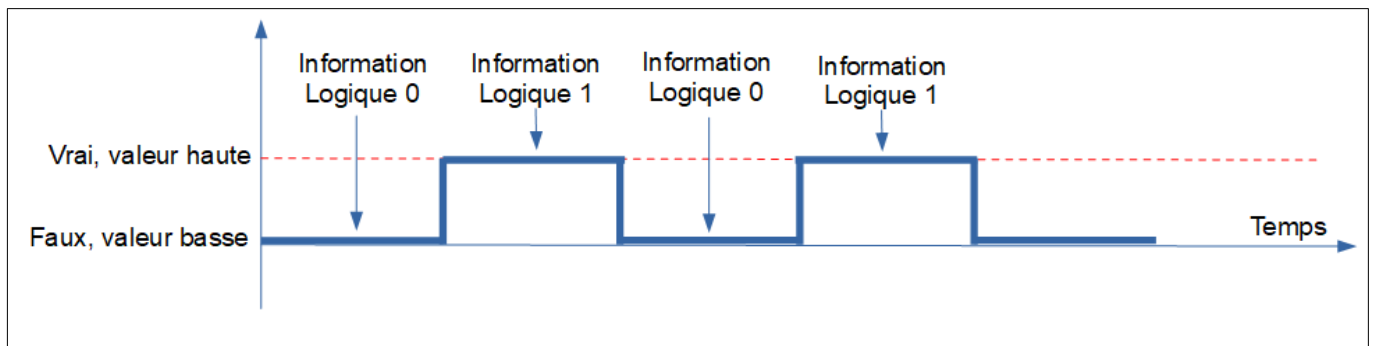 Information
Logique 0
Information
Logique 1
Information
Logique 0
Information
Logique 1
Vrai, valeur haute
Faux, valeur basse
Temps